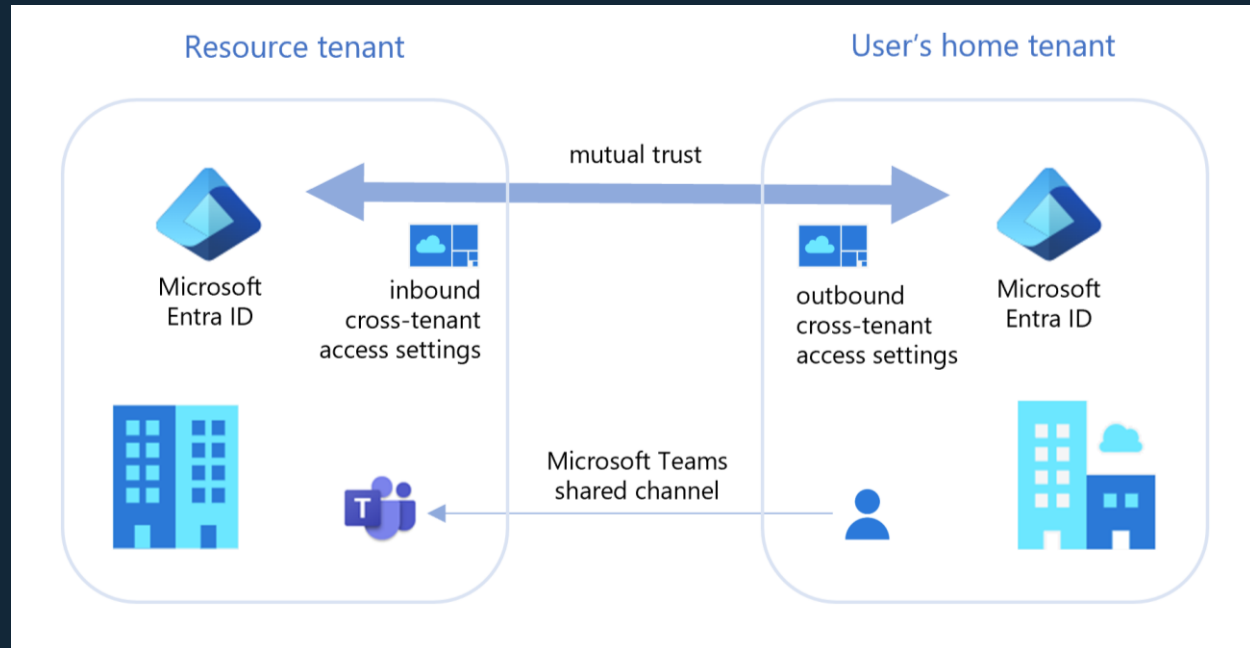 Resource tenant
User's home tenant
mutual trust
Microsoft
Entra ID
inbound
cross-tenant
access settings
outbound
cross-tenant
access settings
Microsoft
Entra ID
Microsoft Teams
shared channel
T